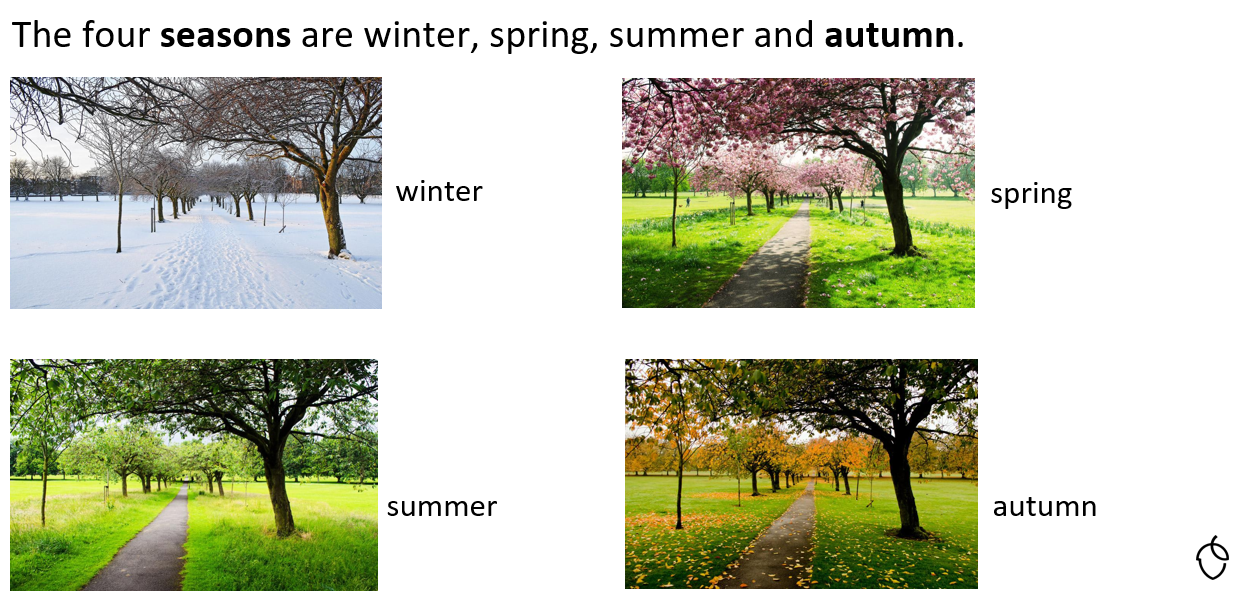 The four seasons are winter, spring, summer and autumn.
winter
spring
summer
autumn